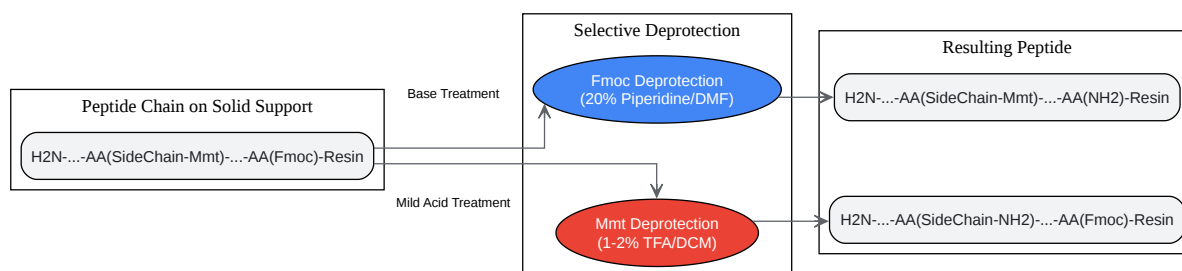 Peptide Chain on Solid Support
H2N-...-AA(SideChain-Mmt)-...-AA(Fmoc)-Resin
Base Treatment
Mild Acid Treatment
Selective Deprotection
Fmoc Deprotection
(20% Piperidine/DMF)
Mmt Deprotection
(1-2% TFA/DCM)
Resulting Peptide
H2N-...-AA(SideChain-Mmt)-...-AA(NH2)-Resin
H2N-...-AA(SideChain-NH2)-...-AA(Fmoc)-Resin